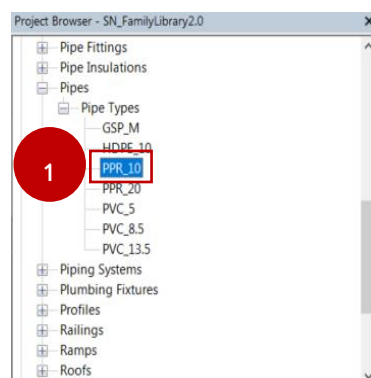 Project Browser - SN_FamilyLibrary2.0
Pipe Fittings
Pipe Insulations
Pipes
Pipe Types
GSP_M
HDPE_10
1
PPR_10
PPR_20
PVC_5
PVC_8.5
PVC_13.5
Piping Systems
Plumbing Fixtures
Profiles
Railings
Ramps
Roofs